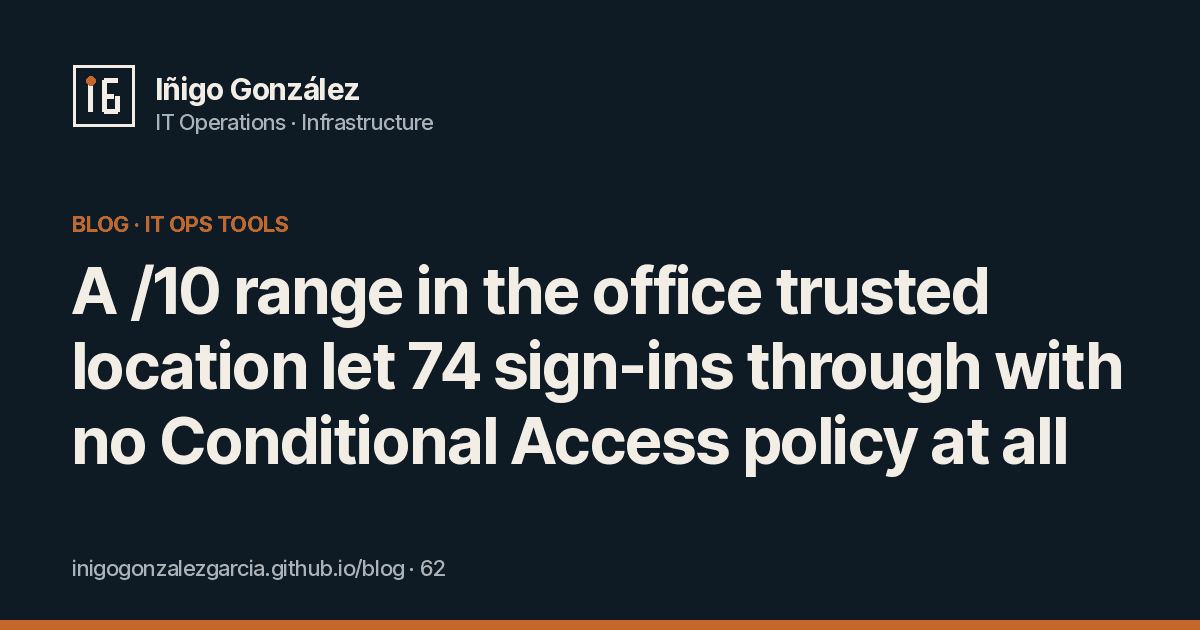 iG
Iñigo González
IT Operations · Infrastructure
BLOG · IT OPS TOOLS
A /10 range in the office trusted
location let 74 sign-ins through with
no Conditional Access policy at all
inigogonzalezgarcia.github.io/blog · 62